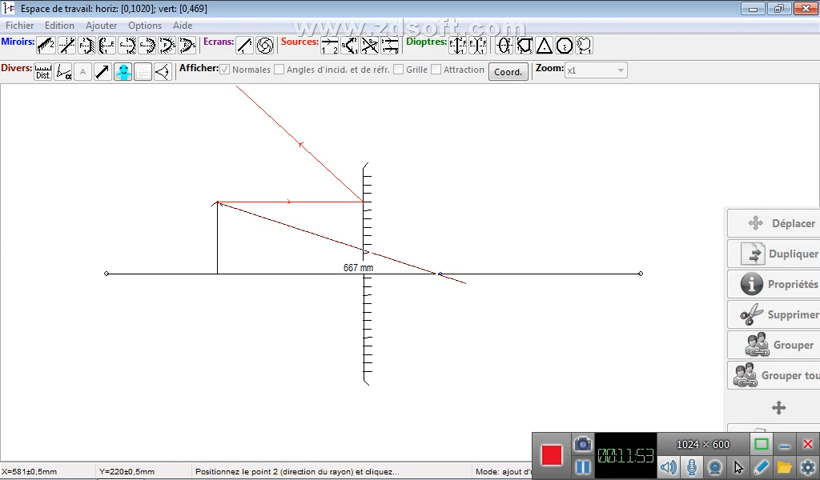 Espace de travail: horiz: [0,1020]; vert: [0,469]
www.zdsoft.com
Fichier Edition Ajouter Options Aide
Miroirs: Ecrans: Sources: Dioptres:
Divers: Dist. A Afficher: Normales Angles d'incid. et de réfr. Grille Attraction Coord. Zoom: x1
667 mm
Déplacer
Dupliquer
Propriétés
Supprimer
Grouper
Grouper tou
1024 × 600
00:11:53
X=581±0,5mm Y=220±0,5mm Positionnez le point 2 (direction du rayon) et cliquez... Mode: ajout d'